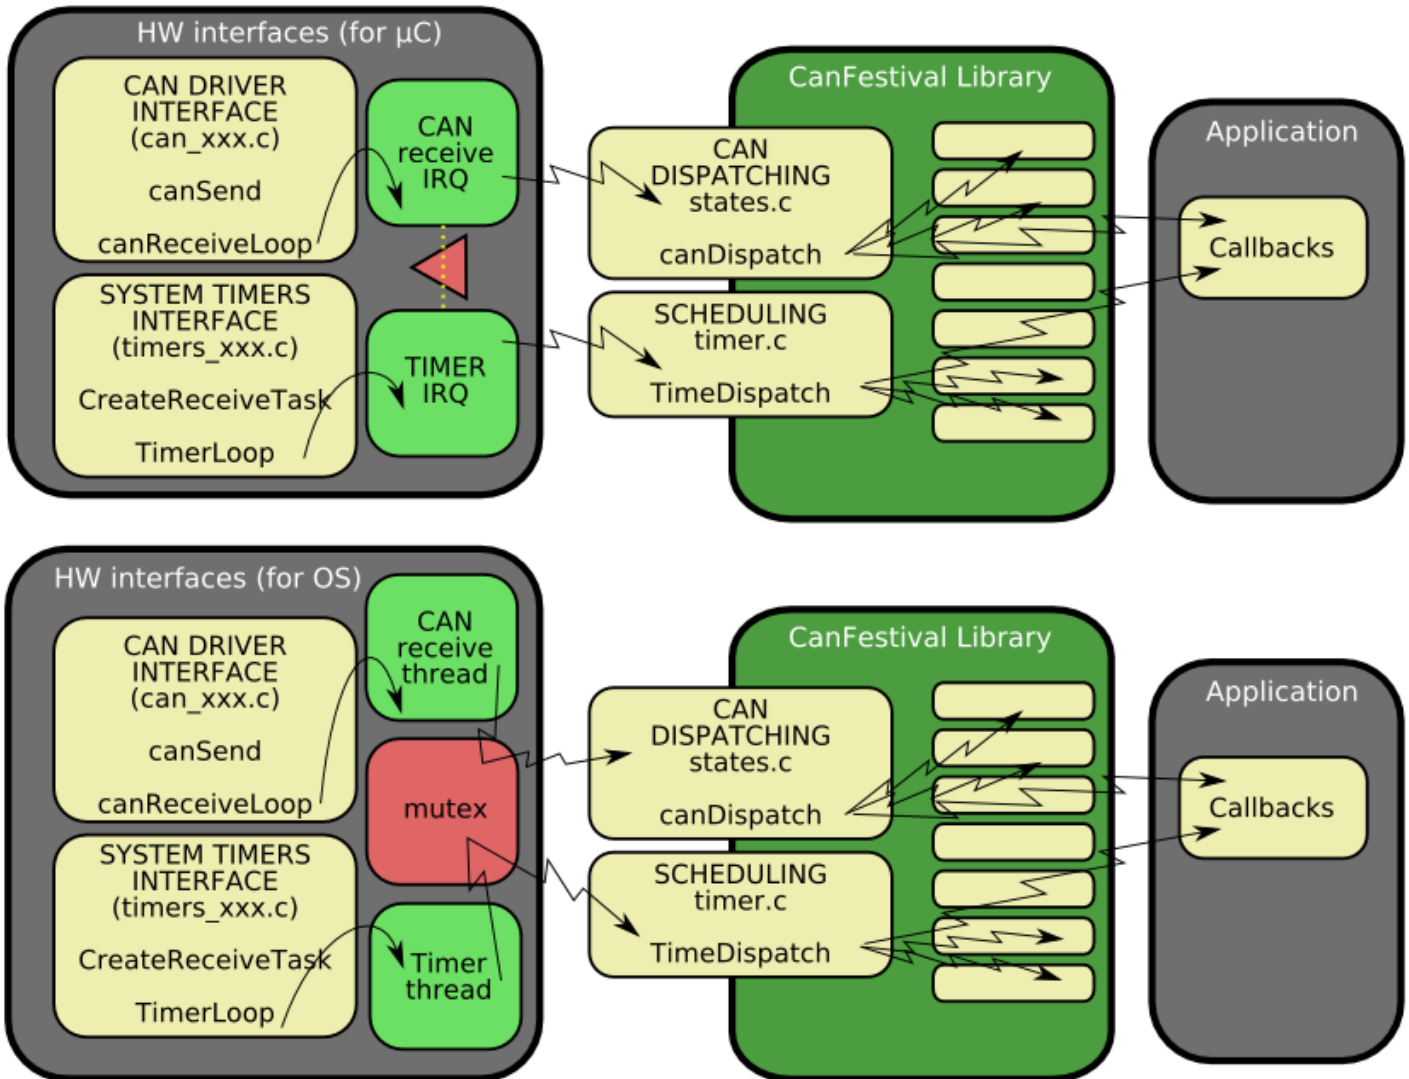 HW interfaces (for µC)
CAN DRIVER
INTERFACE
(can_xxx.c)
canSend
canReceiveLoop
CAN
receive
IRQ
SYSTEM TIMERS
INTERFACE
(timers_xxx.c)
CreateReceiveTask
TimerLoop
TIMER
IRQ
CAN
DISPATCHING
states.c
canDispatch
SCHEDULING
timer.c
TimeDispatch
CanFestival Library
Application
Callbacks
HW interfaces (for OS)
CAN DRIVER
INTERFACE
(can_xxx.c)
canSend
canReceiveLoop
CAN
receive
thread
mutex
SYSTEM TIMERS
INTERFACE
(timers_xxx.c)
CreateReceiveTask
TimerLoop
Timer
thread
CAN
DISPATCHING
states.c
canDispatch
SCHEDULING
timer.c
TimeDispatch
CanFestival Library
Application
Callbacks